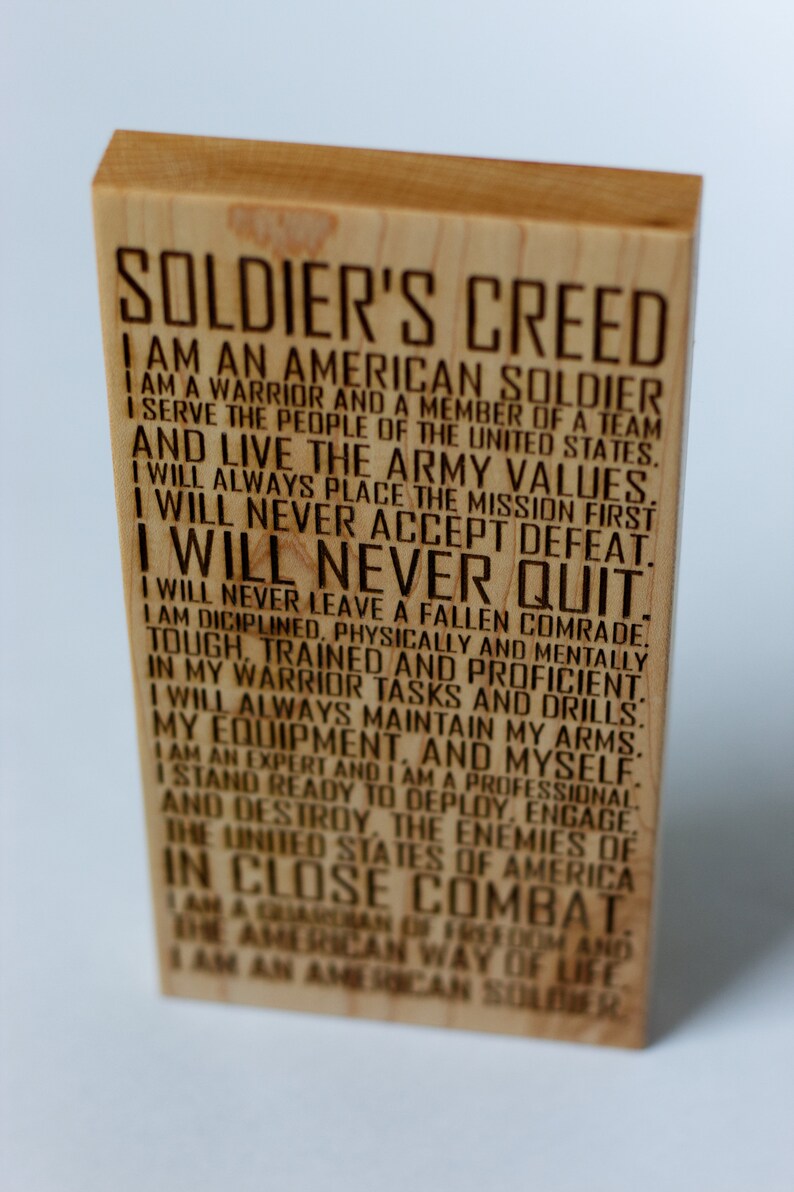 SOLDIER'S CREED
I AM AN AMERICAN SOLDIER
I AM A WARRIOR AND A MEMBER OF A TEAM
I SERVE THE PEOPLE OF THE UNITED STATES.
AND LIVE THE ARMY VALUES.
I WILL ALWAYS PLACE THE MISSION FIRST
I WILL NEVER ACCEPT DEFEAT.
I WILL NEVER QUIT.
I WILL NEVER LEAVE A FALLEN COMRADE.
I AM DICIPLINED, PHYSICALLY AND MENTALLY
TOUGH, TRAINED AND PROFICIENT.
IN MY WARRIOR TASKS AND DRILLS.
I WILL ALWAYS MAINTAIN MY ARMS,
MY EQUIPMENT, AND MYSELF.
I AM AN EXPERT AND I AM A PROFESSIONAL.
I STAND READY TO DEPLOY, ENGAGE,
AND DESTROY, THE ENEMIES OF
THE UNITED STATES OF AMERICA
IN CLOSE COMBAT.
I AM A GUARDIAN OF FREEDOM AND
THE AMERICAN WAY OF LIFE.
I AM AN AMERICAN SOLDIER.